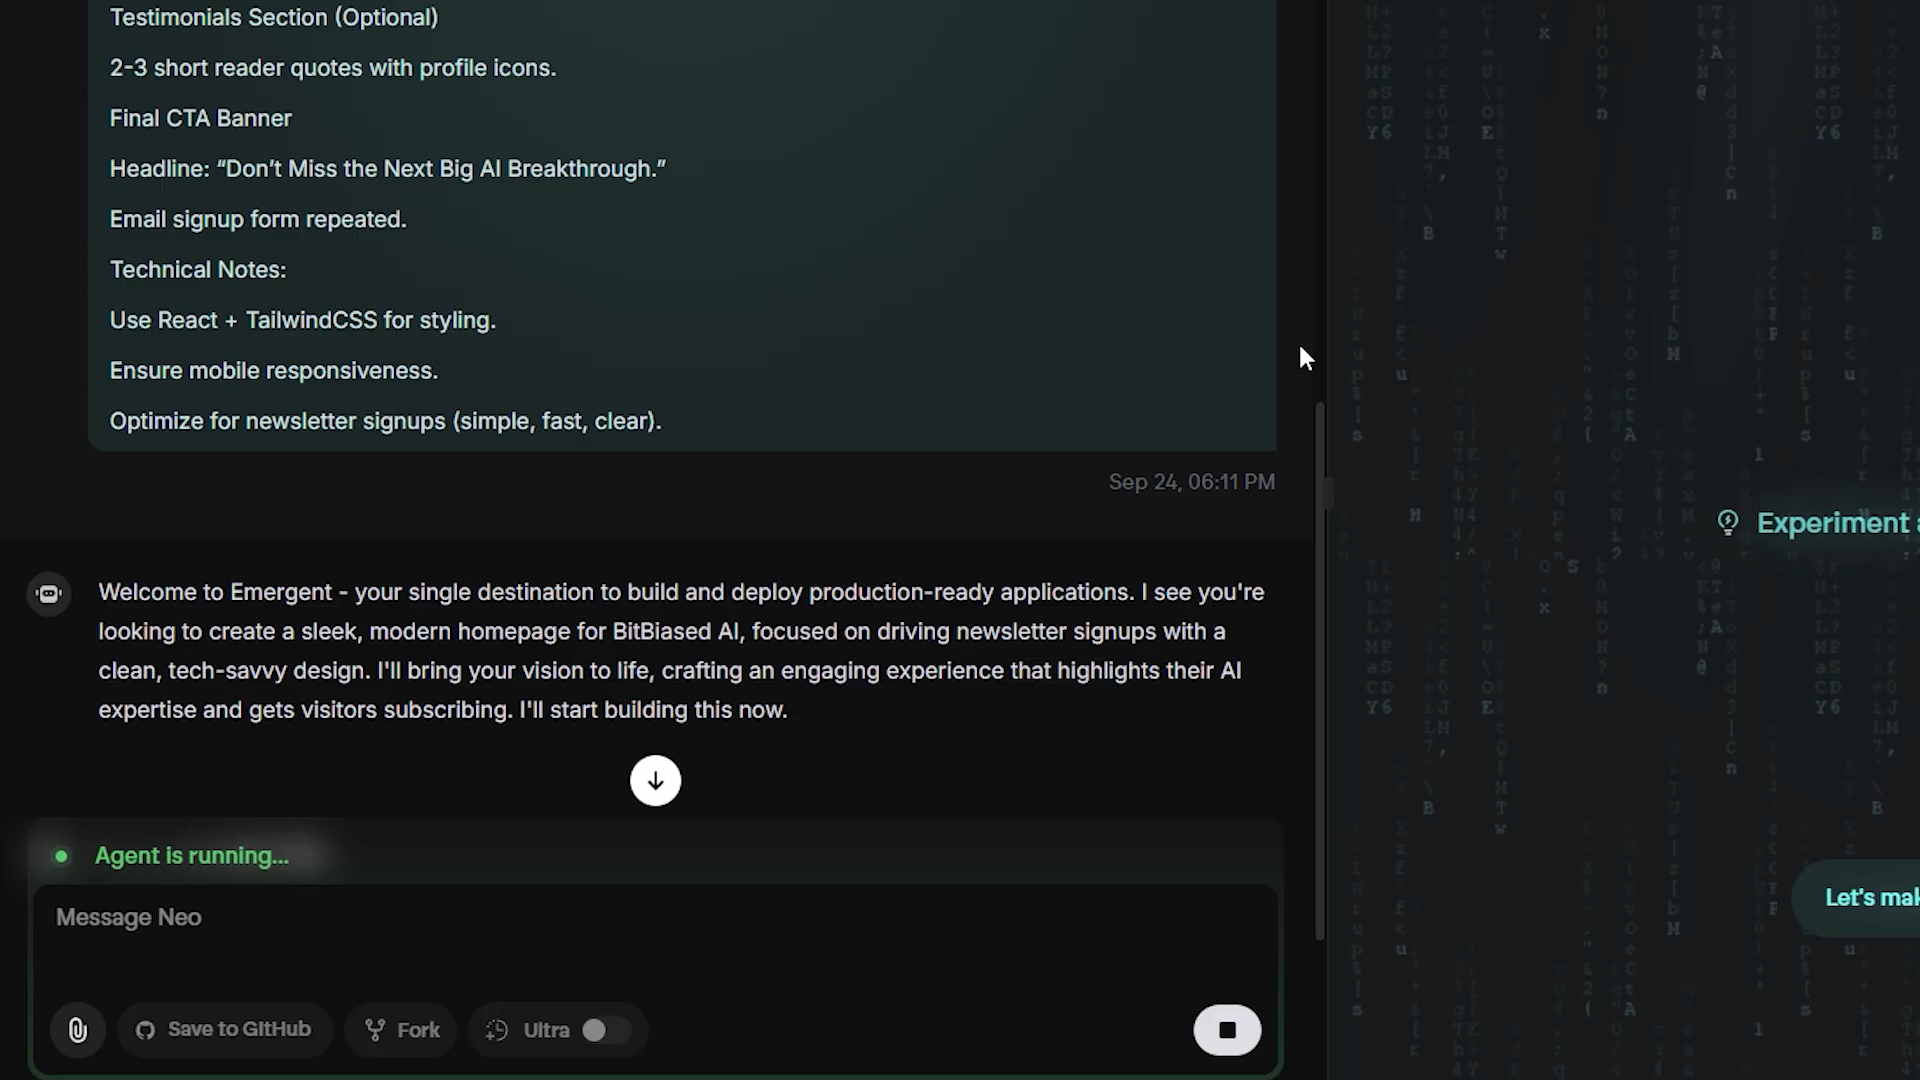 Testimonials Section (Optional)
2-3 short reader quotes with profile icons.
Final CTA Banner
Headline: “Don’t Miss the Next Big AI Breakthrough.”
Email signup form repeated.
Technical Notes:
Use React + TailwindCSS for styling.
Ensure mobile responsiveness.
Optimize for newsletter signups (simple, fast, clear).
Sep 24, 06:11 PM
Welcome to Emergent - your single destination to build and deploy production-ready applications. I see you're
looking to create a sleek, modern homepage for BitBiased AI, focused on driving newsletter signups with a
clean, tech-savvy design. I'll bring your vision to life, crafting an engaging experience that highlights their AI
expertise and gets visitors subscribing. I'll start building this now.
Agent is running...
Message Neo
Save to GitHub
Fork
Ultra
Experiment
Let's